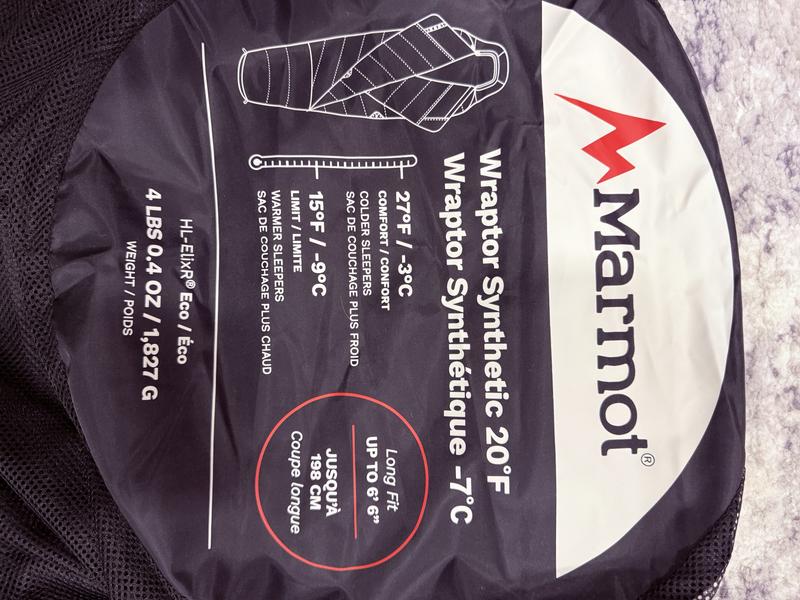 Marmot®
Wraptor Synthetic 20°F
Wraptor Synthétique -7°C
27°F / -3°C
COMFORT / CONFORT
COLDER SLEEPERS
SAC DE COUCHAGE PLUS FROID
15°F / -9°C
LIMIT / LIMITE
WARMER SLEEPERS
SAC DE COUCHAGE PLUS CHAUD
Long Fit
UP TO 6' 6”
JUSQU'À
198 CM
Coupe longue
HL-ElixR® Eco / Éco
4 LBS 0.4 OZ / 1,827 G
WEIGHT / POIDS